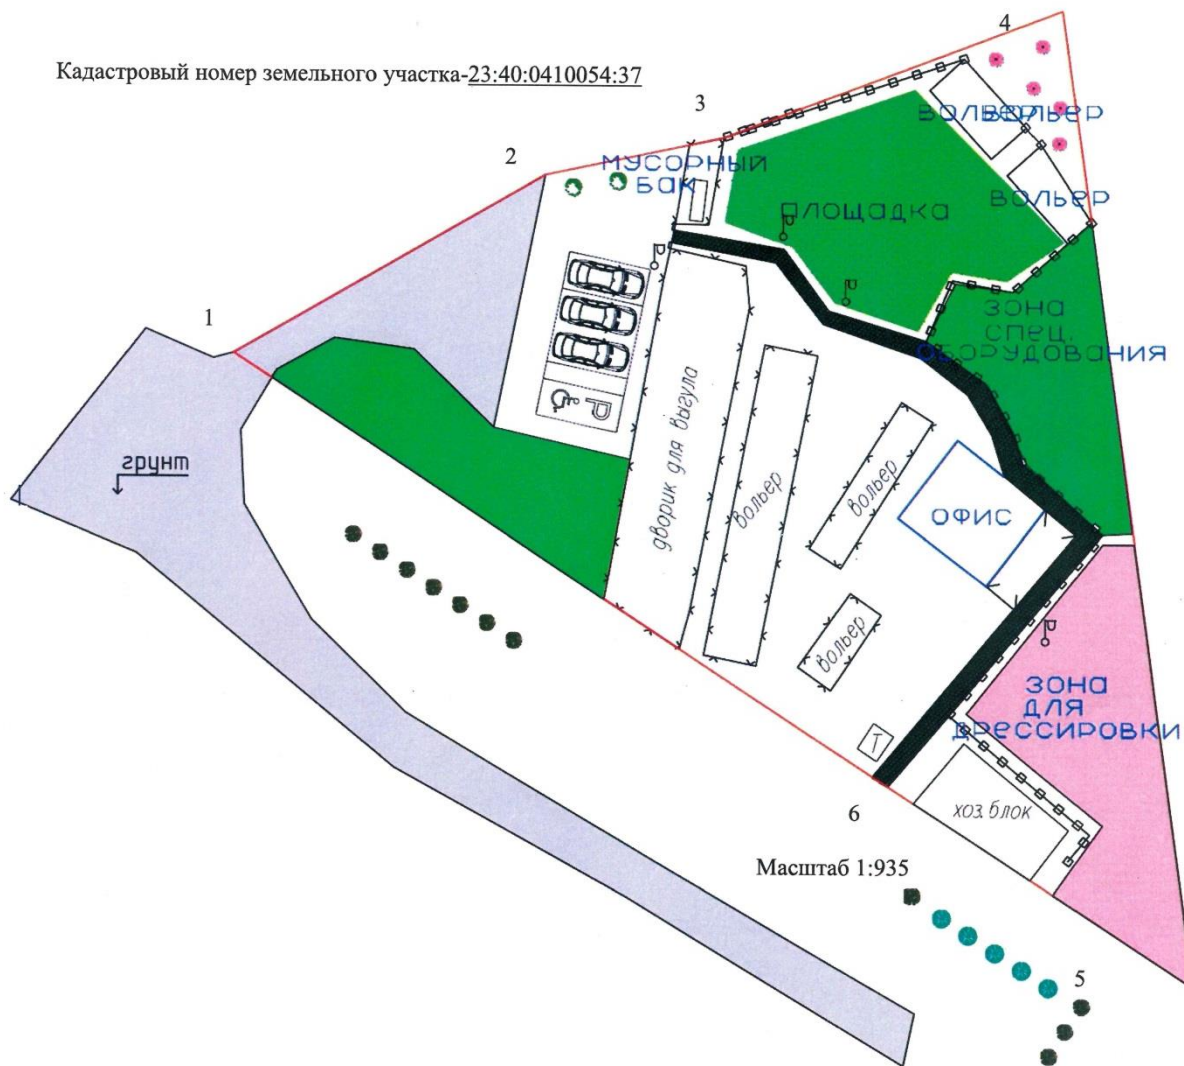 4
Кадастровый номер земельного участка-23:40:0410054:37
3
2
МУСОРНЫЙ
БАК
вольер
вольер
вольер
площадка
1
зона
спец.
оборудования
P
дворик для выгула
вольер
вольер
вольер
грунт
ОФИС
зона
для
дрессировки
Т
6
хоз. блок
Масштаб 1:935
5